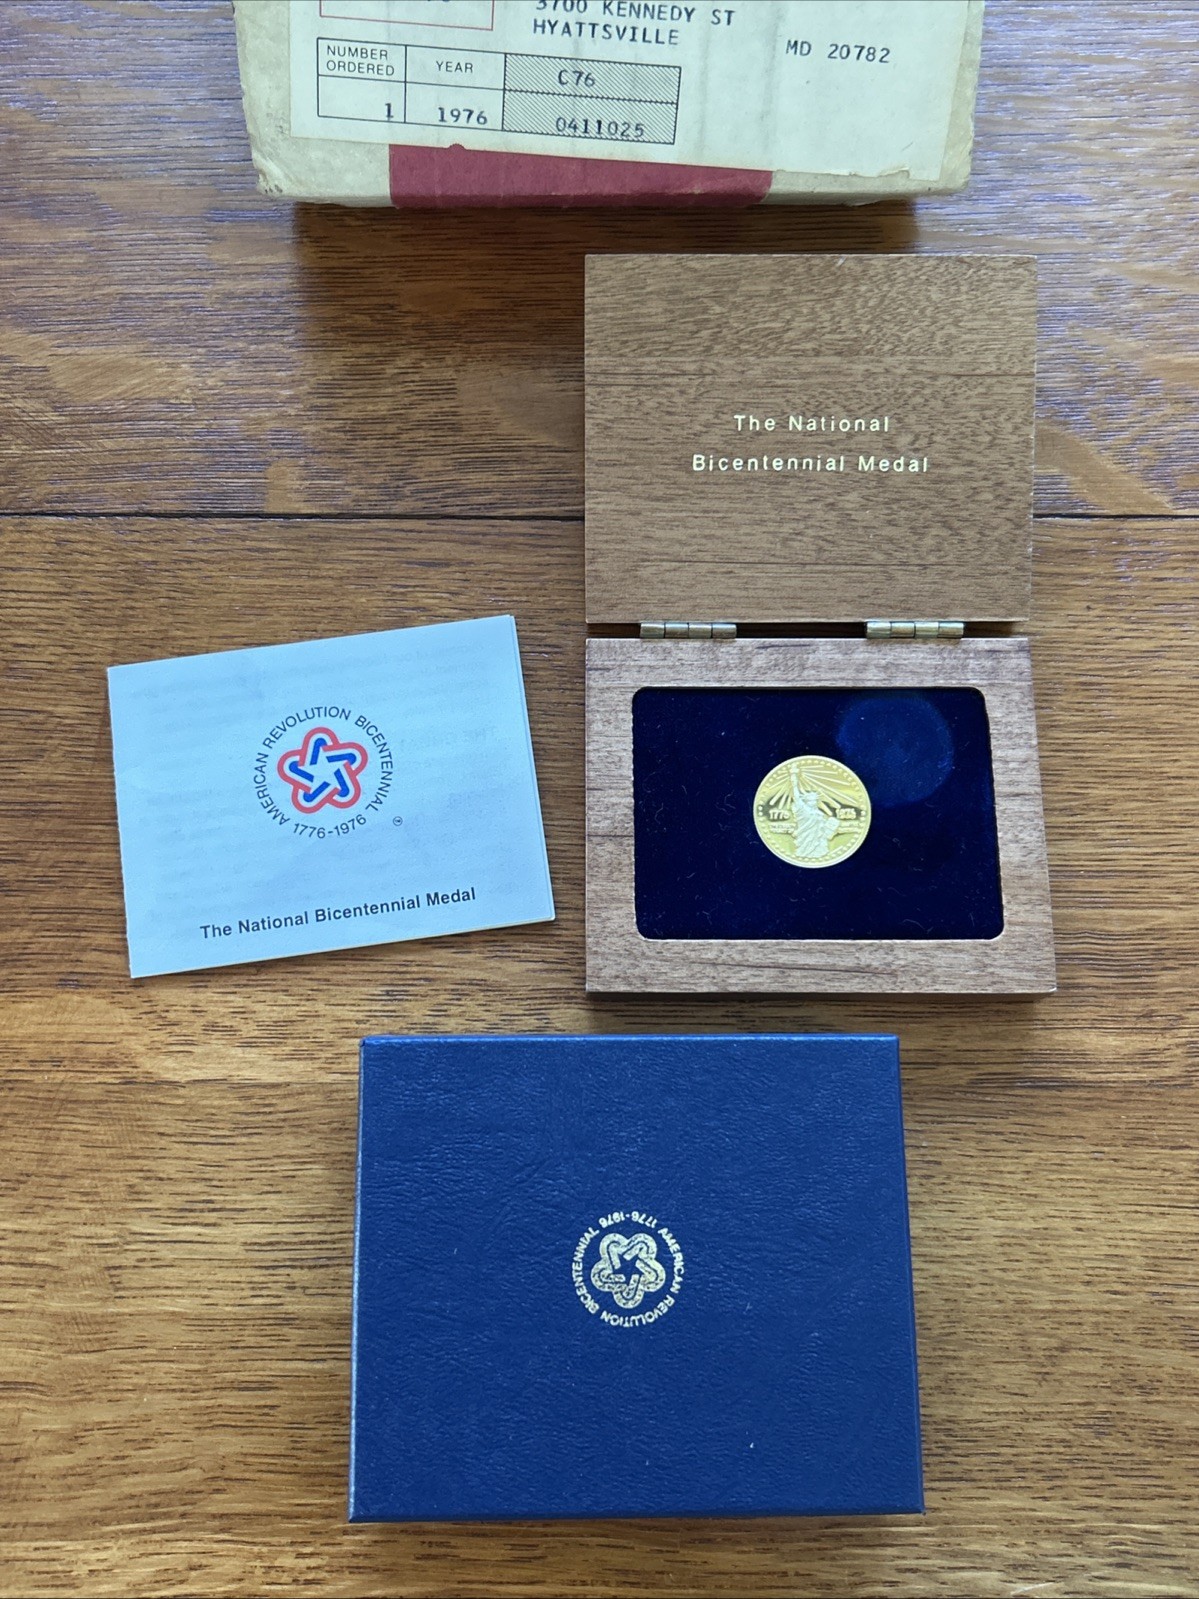 3700 KENNEDY ST
HYATTSVILLE
MD 20782
NUMBER ORDERED
YEAR
C76
1
1976
0411025
The National
Bicentennial Medal
AMERICAN REVOLUTION BICENTENNIAL
1776-1976
The National Bicentennial Medal
1776
AMERICAN REVOLUTION BICENTENNIAL 1776-1976